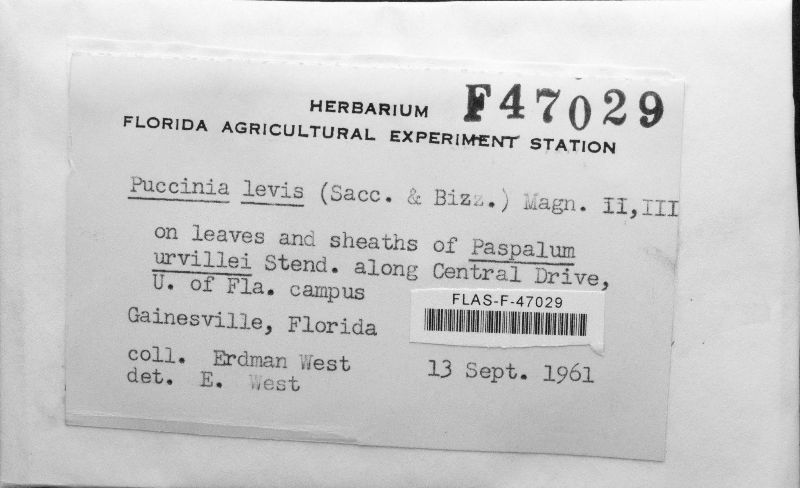 HERBARIUM F47029
FLORIDA AGRICULTURAL EXPERIMENT STATION
Puccinia levis (Sacc. & Bizz.) Magn. II,III
on leaves and sheaths of Paspalum
urvillei Stend. along Central Drive,
U. of Fla. campus
FLAS-F-47029
Gainesville, Florida
coll. Erdman West 13 Sept. 1961
det. E. West